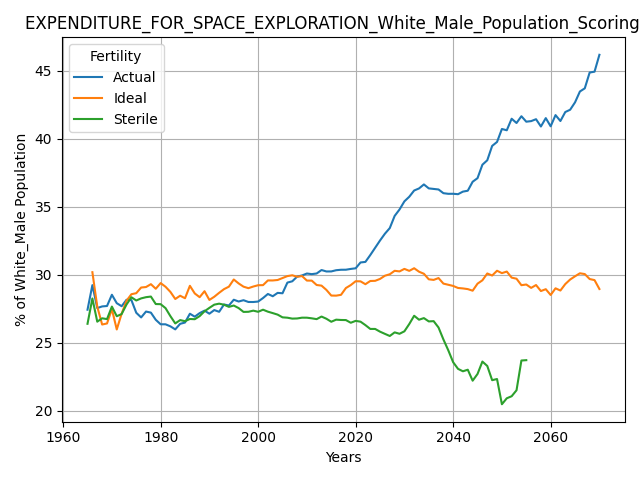 EXPENDITURE_FOR_SPACE_EXPLORATION_White_Male_Population_Scoring
% of White_Male Population
45
40
35
30
25
20
Fertility
Actual
Ideal
Sterile
1960
1980
2000
2020
2040
2060
Years